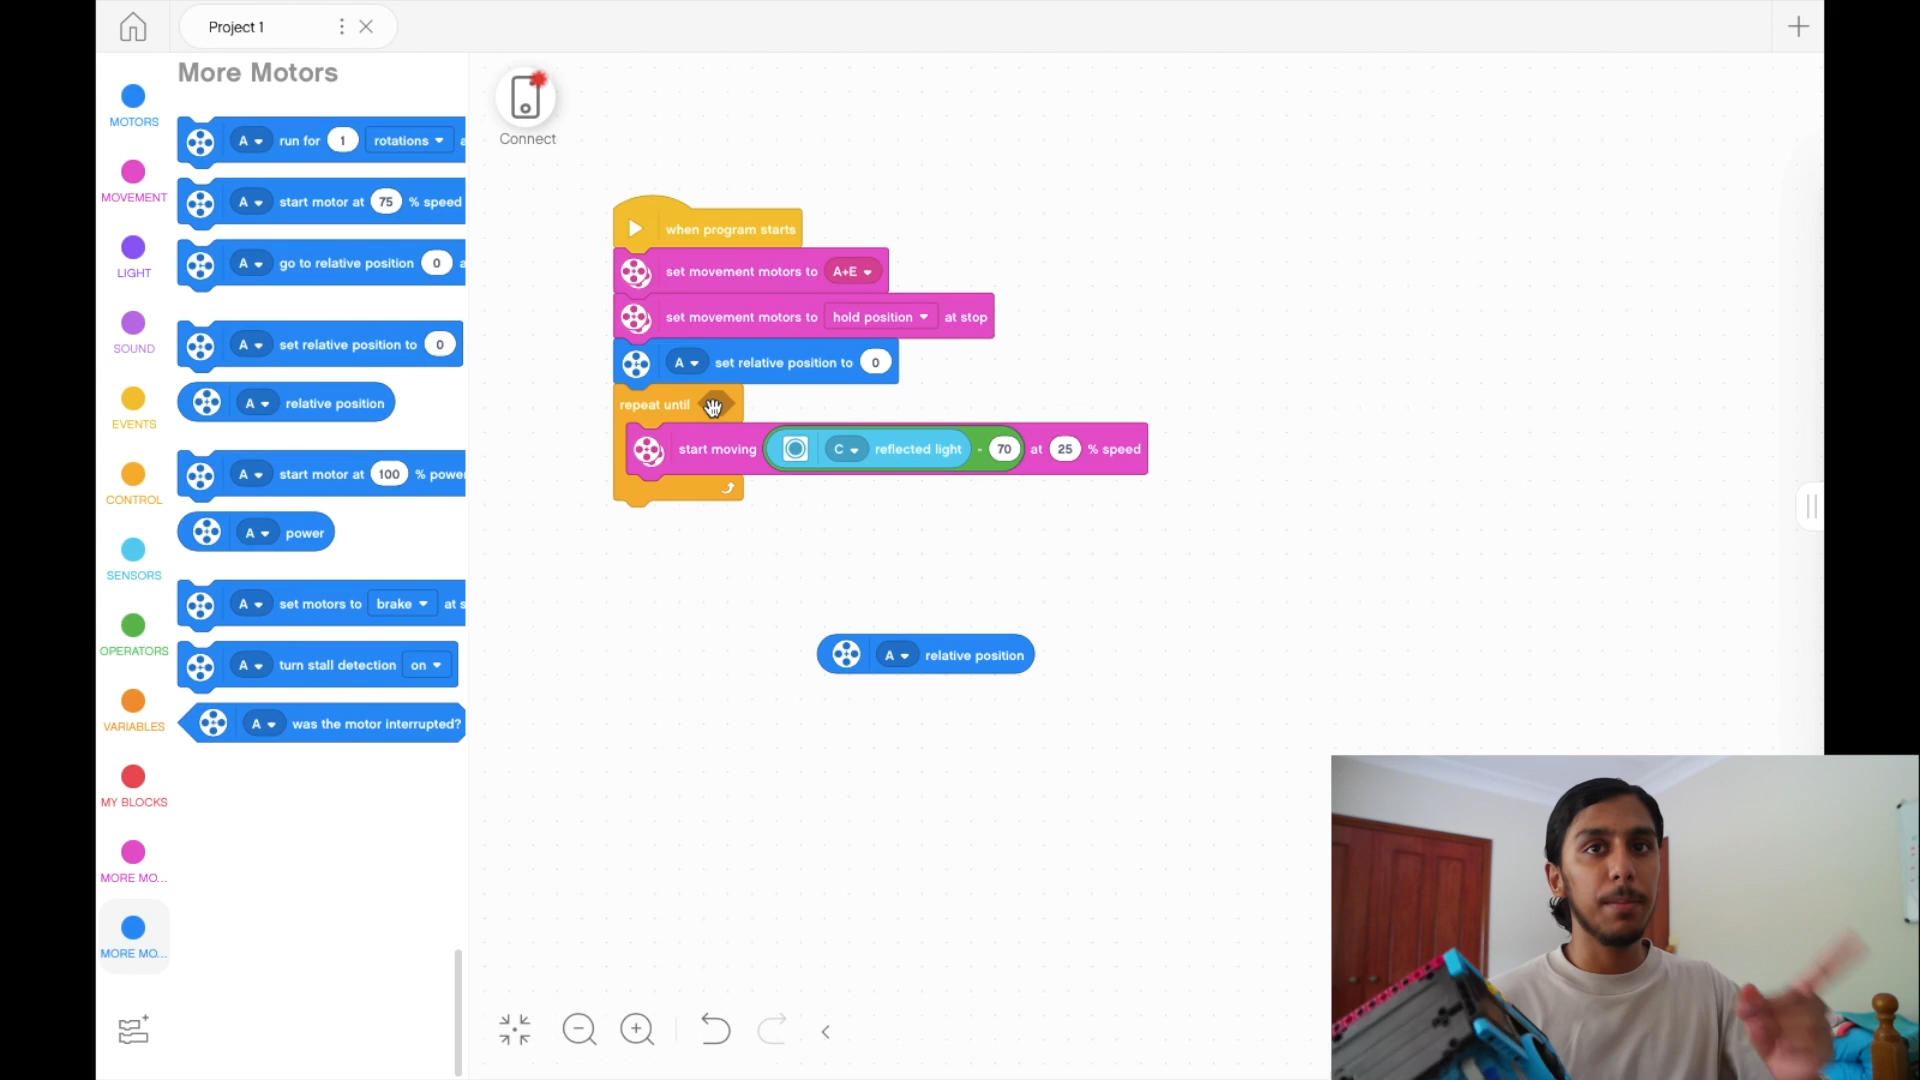 Project 1
More Motors
Connect
MOTORS
MOVEMENT
LIGHT
SOUND
EVENTS
CONTROL
SENSORS
OPERATORS
VARIABLES
MY BLOCKS
MORE MO...
MORE MO...
A run for 1 rotations
A start motor at 75 % speed
A go to relative position 0
A set relative position to 0
A relative position
A start motor at 100 % power
A power
A set motors to brake at s
A turn stall detection on
A was the motor interrupted?
when program starts
set movement motors to A+E
set movement motors to hold position at stop
A set relative position to 0
repeat until
start moving C reflected light - 70 at 25 % speed
A relative position